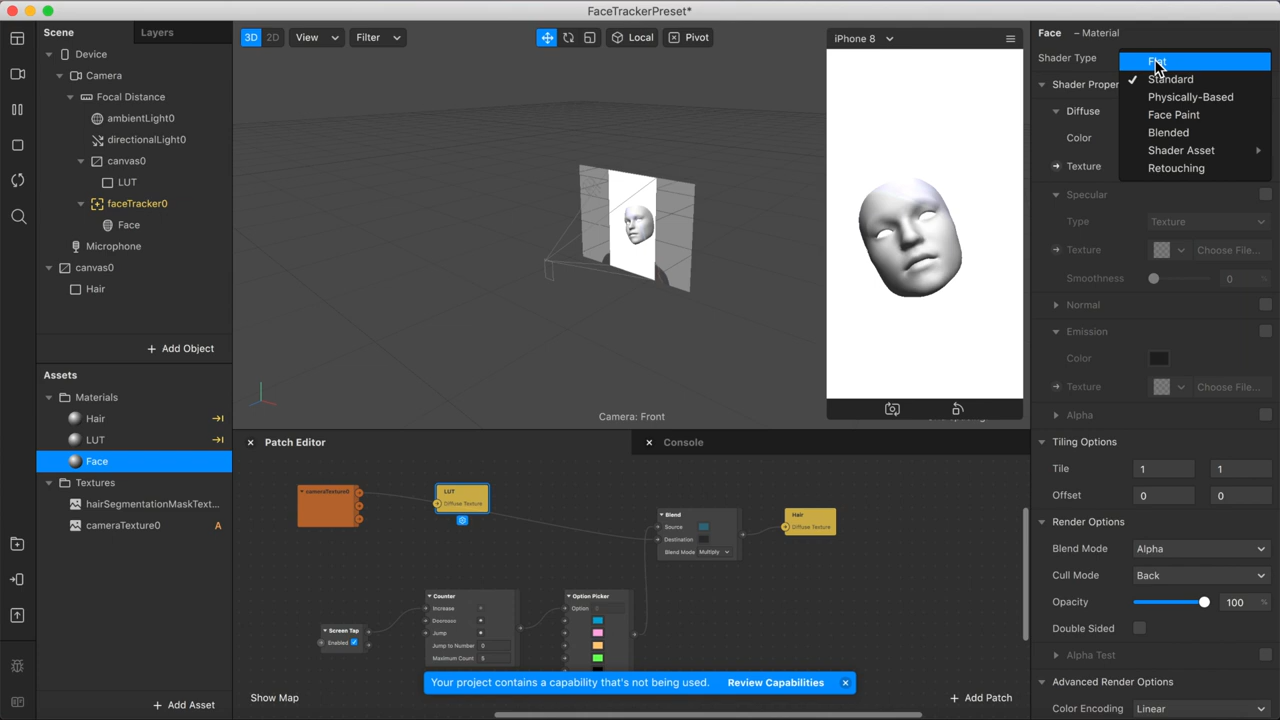 FaceTrackerPreset*
Scene
Layers
Device
Camera
Focal Distance
ambientLight0
directionalLight0
canvas0
LUT
faceTracker0
Face
Microphone
canvas0
Hair
+ Add Object
Assets
Materials
Hair
LUT
Face
Textures
hairSegmentationMaskText...
cameraTexture0 A
+ Add Asset
3D 2D View Filter Local Pivot
iPhone 8
Camera: Front
Patch Editor
Console
cameraTexture0
LUT
Diffuse Texture
Blend
Source
Destination
Blend Mode Multiply
Hair
Diffuse Texture
Screen Tap
Enabled
Counter
Increase
Decrease
Jump
Jump to Number 0
Maximum Count 5
Option Picker
Option
Your project contains a capability that's not being used. Review Capabilities
Show Map
+ Add Patch
Face – Material
Shader Type
Flat
Standard
Physically-Based
Face Paint
Blended
Shader Asset
Retouching
Shader Proper
Diffuse
Color
Texture
Specular
Type Texture
Texture Choose File...
Smoothness 0 %
Normal
Emission
Color
Texture Choose File...
Alpha
Tiling Options
Tile 1 1
Offset 0 0
Render Options
Blend Mode Alpha
Cull Mode Back
Opacity 100 %
Double Sided
Alpha Test
Advanced Render Options
Color Encoding Linear